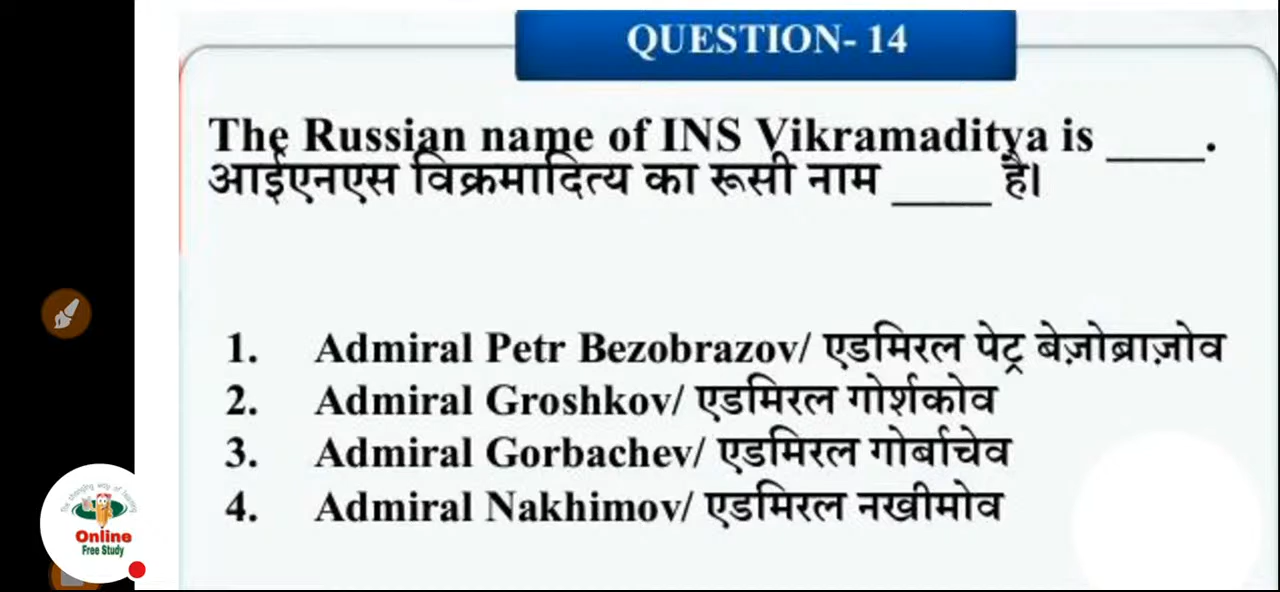 QUESTION- 14
The Russian name of INS Vikramaditya is ____.
आईएनएस विक्रमादित्य का रूसी नाम ____ है।
1. Admiral Petr Bezobrazov/ एडमिरल पेट्र बेज़ोब्राज़ोव
2. Admiral Groshkov/ एडमिरल गोर्शकोव
3. Admiral Gorbachev/ एडमिरल गोर्बाचेव
4. Admiral Nakhimov/ एडमिरल नखीमोव
Online
Free Study